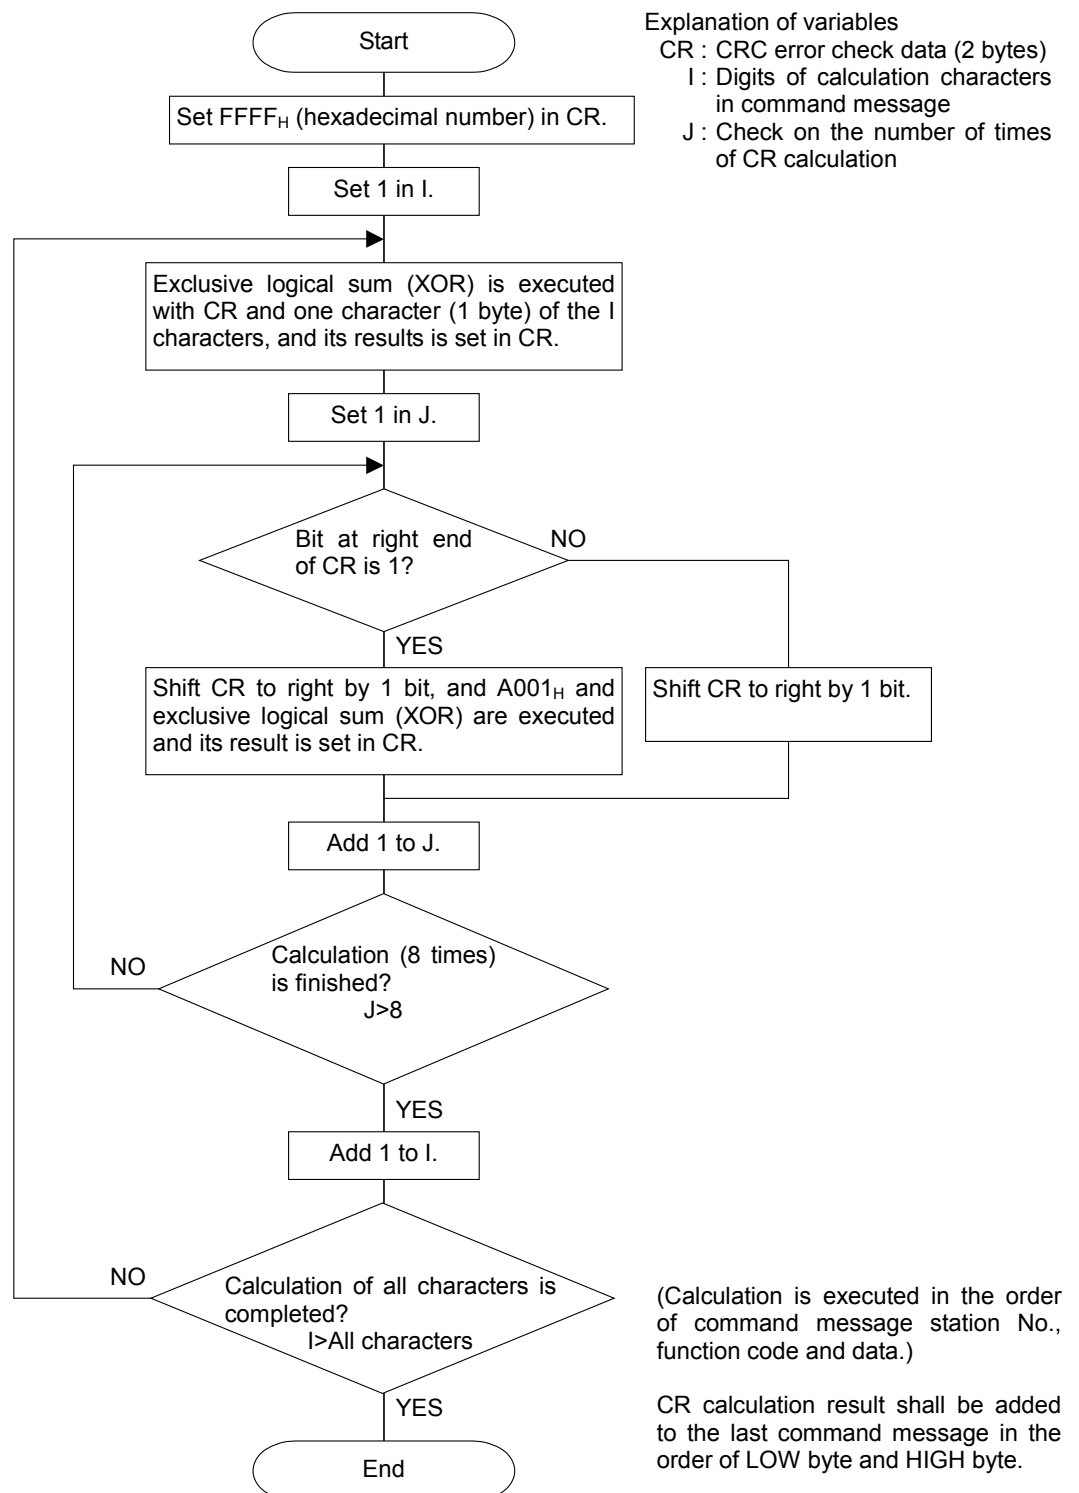 Start
Explanation of variables
CR : CRC error check data (2 bytes)
I : Digits of calculation characters
in command message
J : Check on the number of times
of CR calculation
Set FFFFH (hexadecimal number) in CR.
Set 1 in I.
Exclusive logical sum (XOR) is executed
with CR and one character (1 byte) of the I
characters, and its results is set in CR.
Set 1 in J.
Bit at right end
of CR is 1?
NO
YES
Shift CR to right by 1 bit, and A001H and
exclusive logical sum (XOR) are executed
and its result is set in CR.
Shift CR to right by 1 bit.
Add 1 to J.
Calculation (8 times)
is finished?
J>8
NO
YES
Add 1 to I.
NO
Calculation of all characters is
completed?
I>All characters
YES
End
(Calculation is executed in the order
of command message station No.,
function code and data.)
CR calculation result shall be added
to the last command message in the
order of LOW byte and HIGH byte.